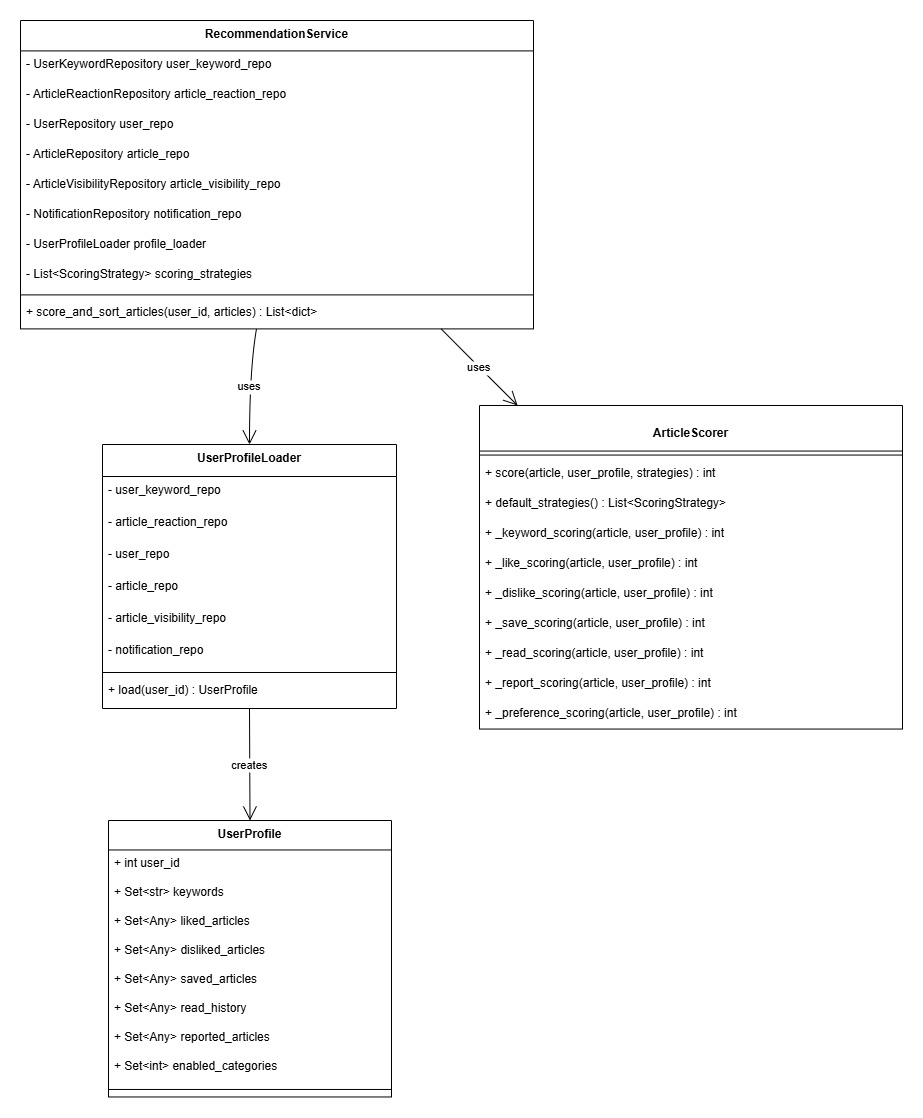 RecommendationService
- UserKeywordRepository user_keyword_repo
- ArticleReactionRepository article_reaction_repo
- UserRepository user_repo
- ArticleRepository article_repo
- ArticleVisibilityRepository article_visibility_repo
- NotificationRepository notification_repo
- UserProfileLoader profile_loader
- List<ScoringStrategy> scoring_strategies
+ score_and_sort_articles(user_id, articles) : List<dict>
uses
uses
UserProfileLoader
- user_keyword_repo
- article_reaction_repo
- user_repo
- article_repo
- article_visibility_repo
- notification_repo
+ load(user_id) : UserProfile
ArticleScorer
+ score(article, user_profile, strategies) : int
+ default_strategies() : List<ScoringStrategy>
+ _keyword_scoring(article, user_profile) : int
+ _like_scoring(article, user_profile) : int
+ _dislike_scoring(article, user_profile) : int
+ _save_scoring(article, user_profile) : int
+ _read_scoring(article, user_profile) : int
+ _report_scoring(article, user_profile) : int
+ _preference_scoring(article, user_profile) : int
creates
UserProfile
+ int user_id
+ Set<str> keywords
+ Set<Any> liked_articles
+ Set<Any> disliked_articles
+ Set<Any> saved_articles
+ Set<Any> read_history
+ Set<Any> reported_articles
+ Set<int> enabled_categories